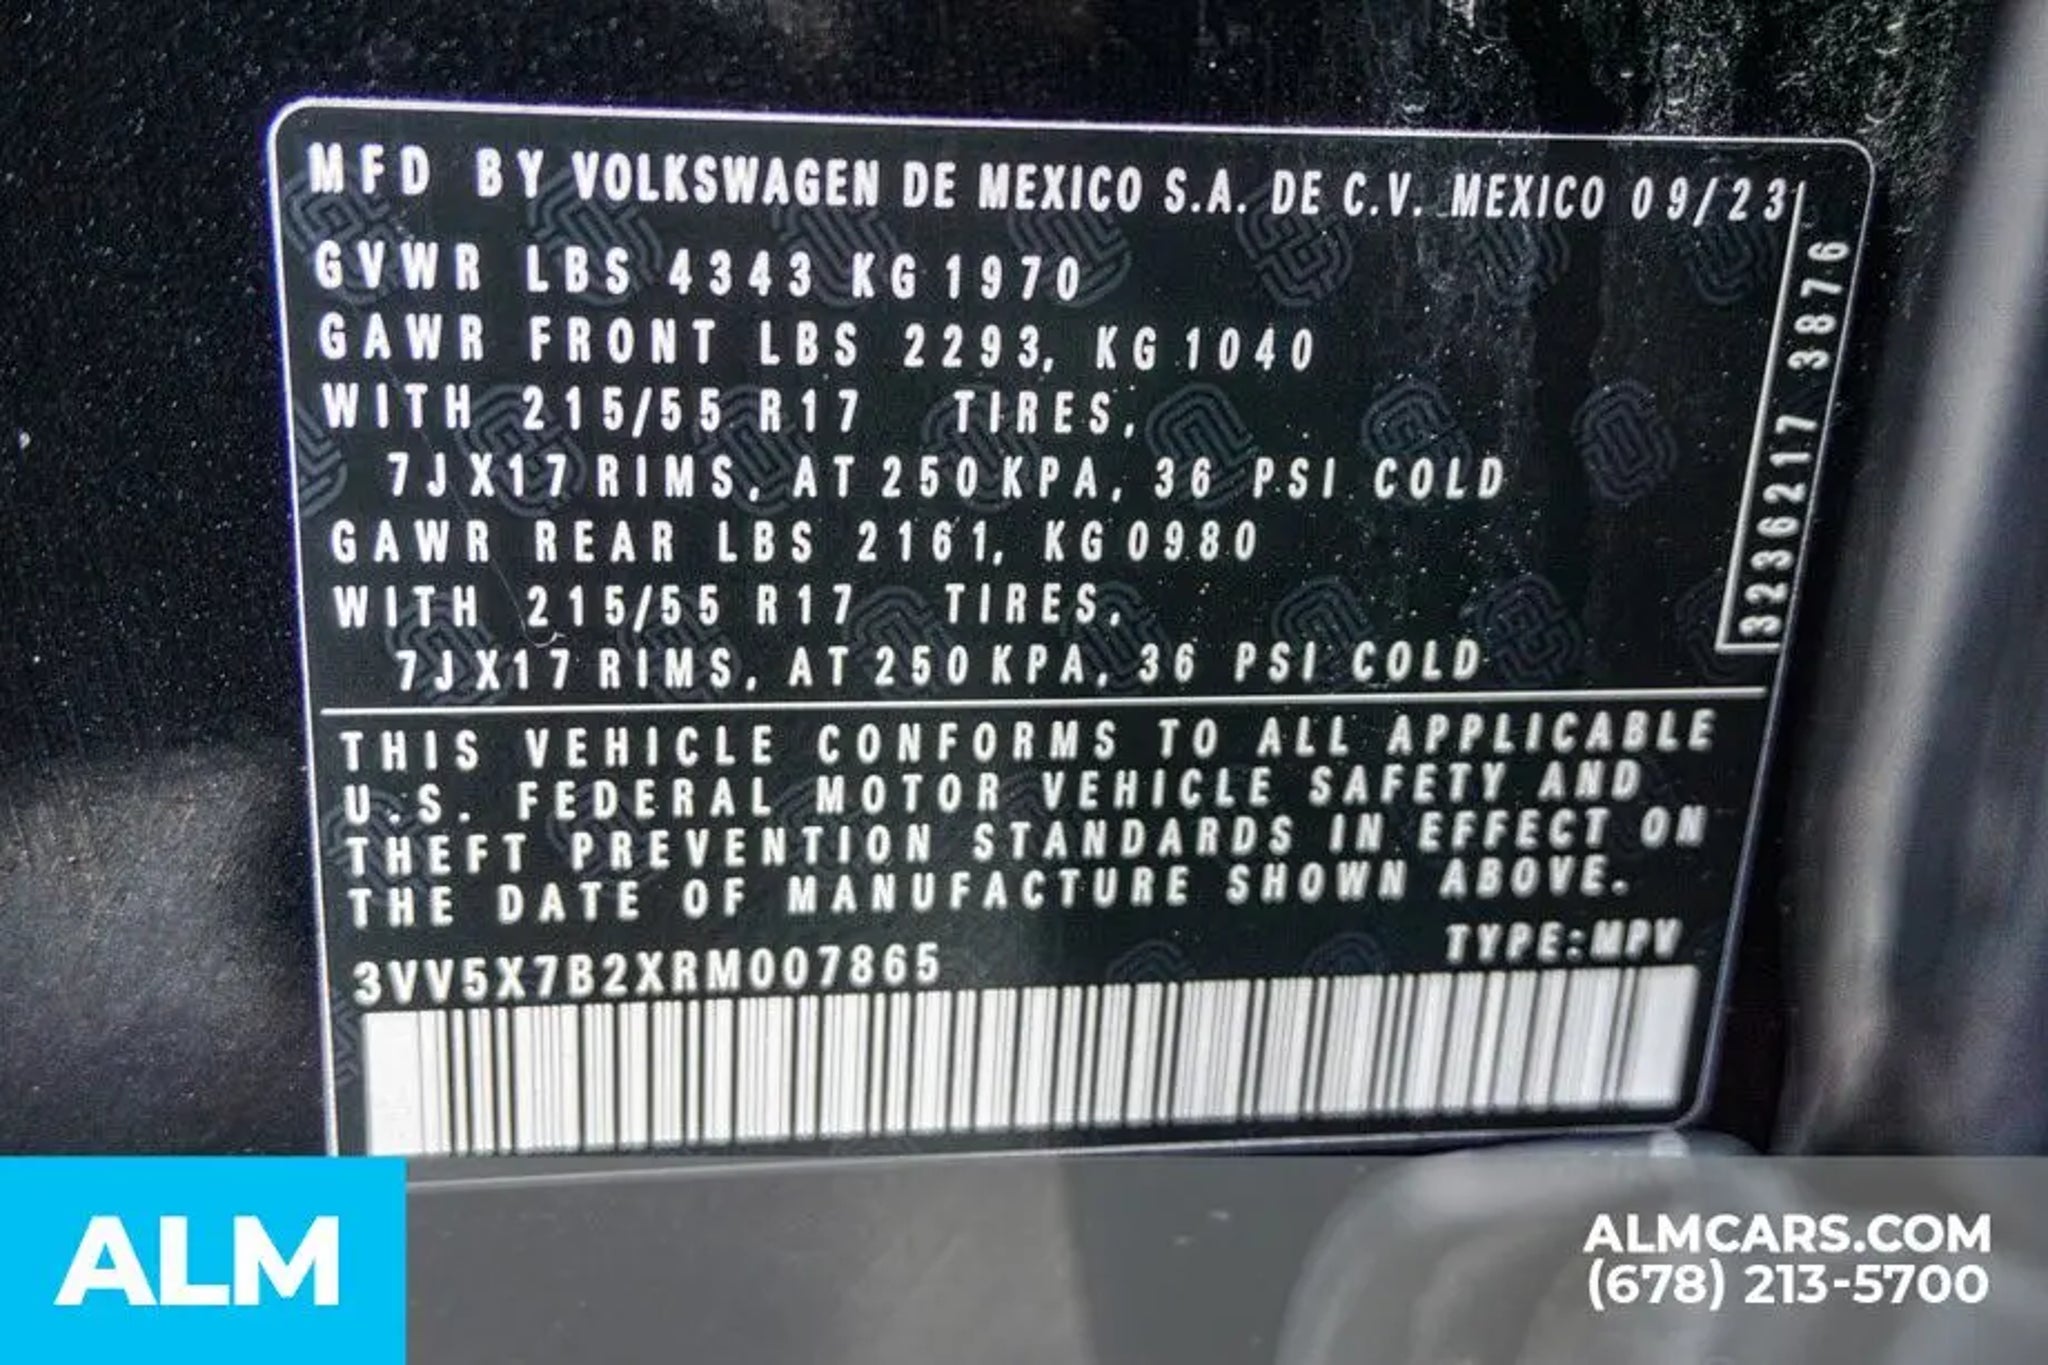 MFD BY VOLKSWAGEN DE MEXICO S.A. DE C.V. MEXICO 09/23
GVWR LBS 4343 KG 1970
GAWR FRONT LBS 2293, KG 1040
WITH 215/55 R17 TIRES,
7JX17 RIMS, AT 250 KPA, 36 PSI COLD
GAWR REAR LBS 2161, KG 0980
WITH 215/55 R17 TIRES,
7JX17 RIMS, AT 250 KPA, 36 PSI COLD
3236217 3876
THIS VEHICLE CONFORMS TO ALL APPLICABLE
U.S. FEDERAL MOTOR VEHICLE SAFETY AND
THEFT PREVENTION STANDARDS IN EFFECT ON
THE DATE OF MANUFACTURE SHOWN ABOVE.
TYPE:MPV
3VV5X7B2XRM007865
ALM
ALMCARS.COM
(678) 213-5700